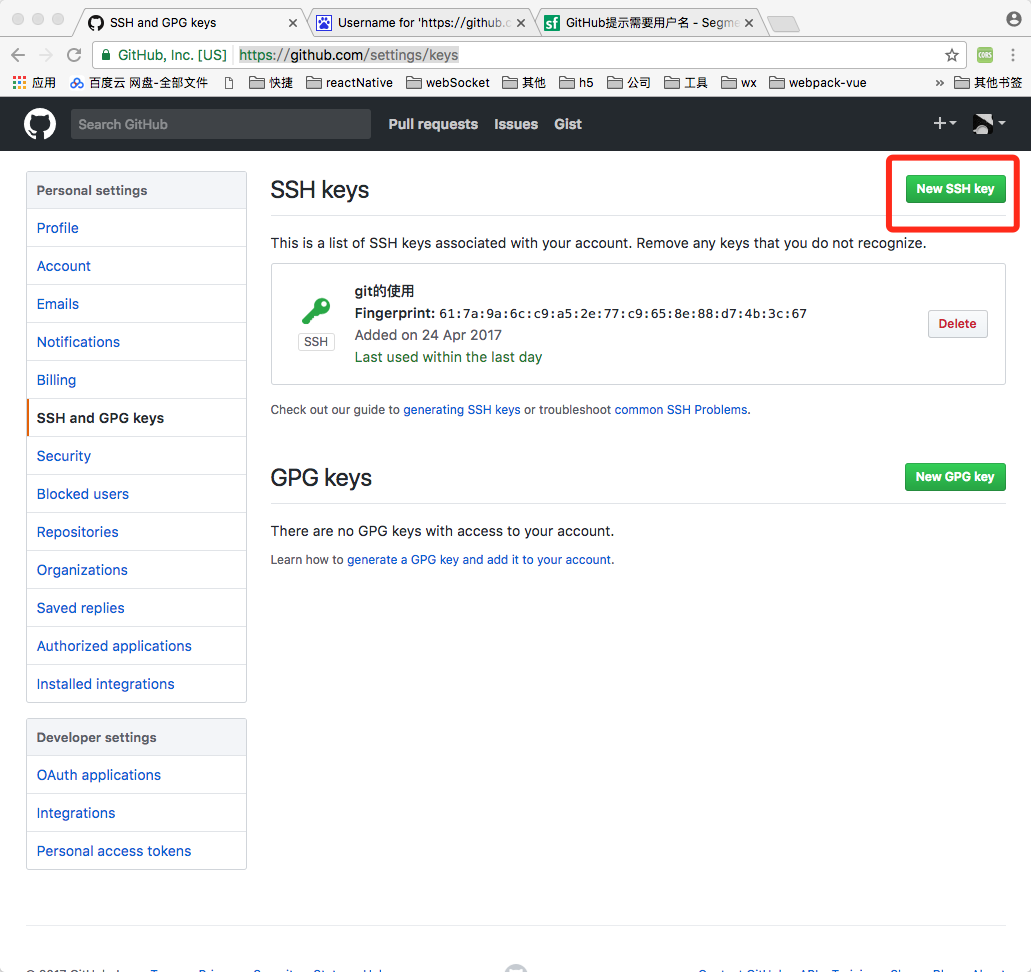 SSH and GPG keys
Username for 'https://github.c
GitHub提示需要用户名 - Segme
GitHub, Inc. [US]
https://github.com/settings/keys
CORS
应用
百度云 网盘-全部文件
快捷
reactNative
webSocket
其他
h5
公司
工具
wx
webpack-vue
»
其他书签
Search GitHub
Pull requests
Issues
Gist
Personal settings
Profile
Account
Emails
Notifications
Billing
SSH and GPG keys
Security
Blocked users
Repositories
Organizations
Saved replies
Authorized applications
Installed integrations
Developer settings
OAuth applications
Integrations
Personal access tokens
SSH keys
New SSH key
This is a list of SSH keys associated with your account. Remove any keys that you do not recognize.
git的使用
Fingerprint: 61:7a:9a:6c:c9:a5:2e:77:c9:65:8e:88:d7:4b:3c:67
SSH
Added on 24 Apr 2017
Last used within the last day
Delete
Check out our guide to generating SSH keys or troubleshoot common SSH Problems.
GPG keys
New GPG key
There are no GPG keys with access to your account.
Learn how to generate a GPG key and add it to your account.